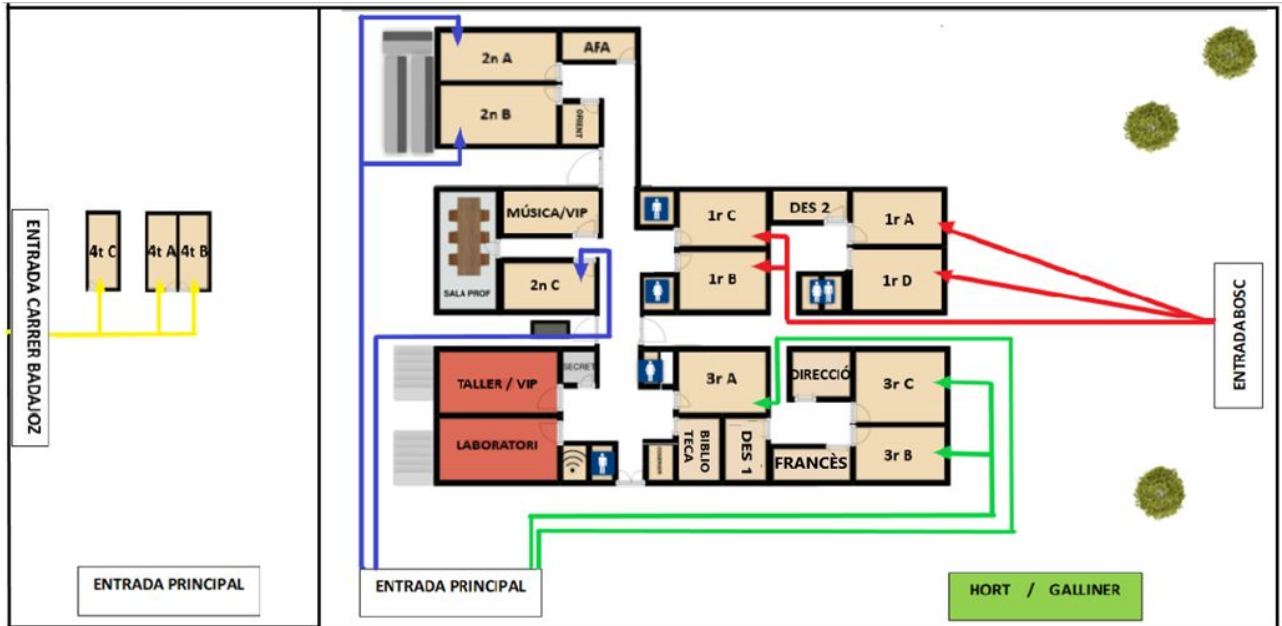 2n A
AFA
2n B
ORIENT
ENTRADA CARRER BADAJOZ
4t C
4t A
4t B
MÚSICA/VIP
SALA PROF
2n C
1r C
DES 2
1r A
1r B
1r D
ENTRADA BOSC
TALLER / VIP
SECRET
3r A
DIRECCIÓ
3r C
LABORATORI
BIBLIO
TECA
DES 1
FRANCÈS
3r B
ENTRADA PRINCIPAL
ENTRADA PRINCIPAL
HORT / GALLINER